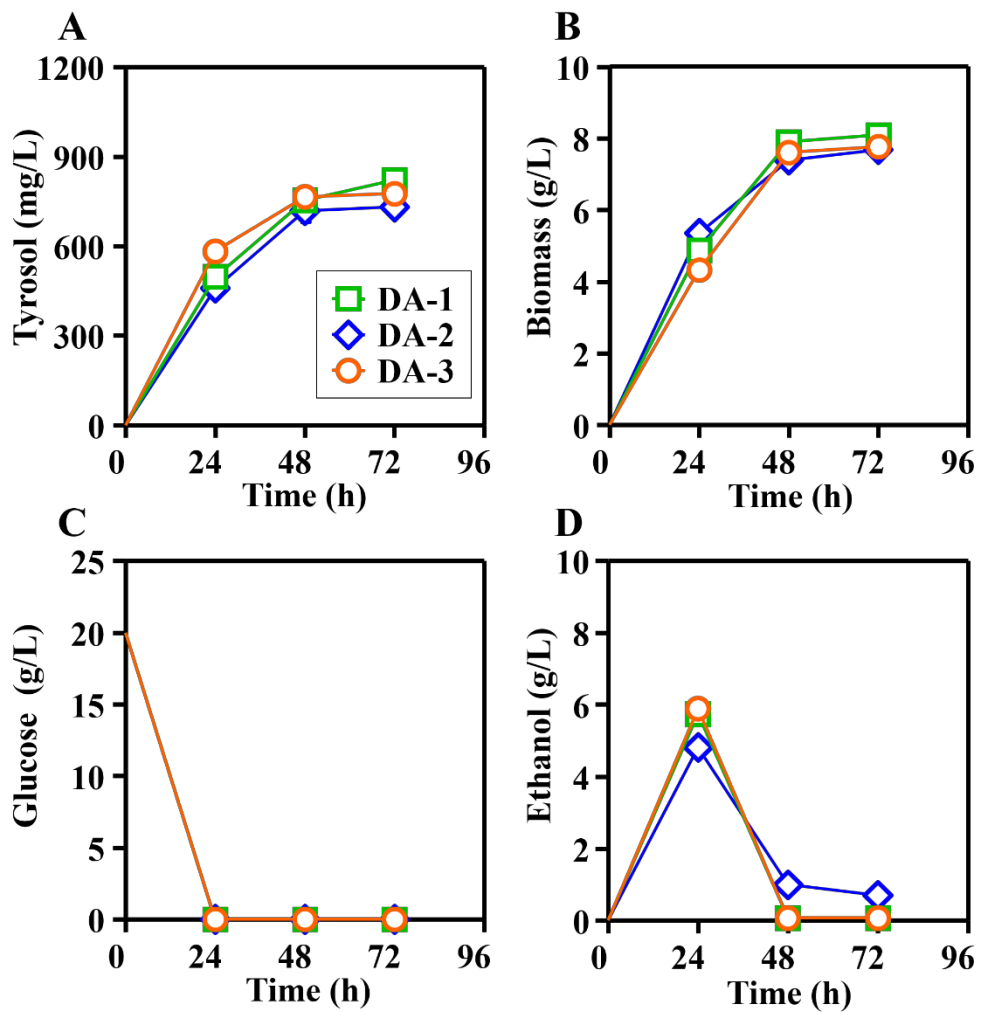 A
Tyrosol (mg/L)
1200
900
600
300
0
0 24 48 72 96
Time (h)
DA-1
DA-2
DA-3
B
Biomass (g/L)
10
8
6
4
2
0
0 24 48 72 96
Time (h)
C
Glucose (g/L)
25
20
15
10
5
0
0 24 48 72 96
Time (h)
D
Ethanol (g/L)
10
8
6
4
2
0
0 24 48 72 96
Time (h)